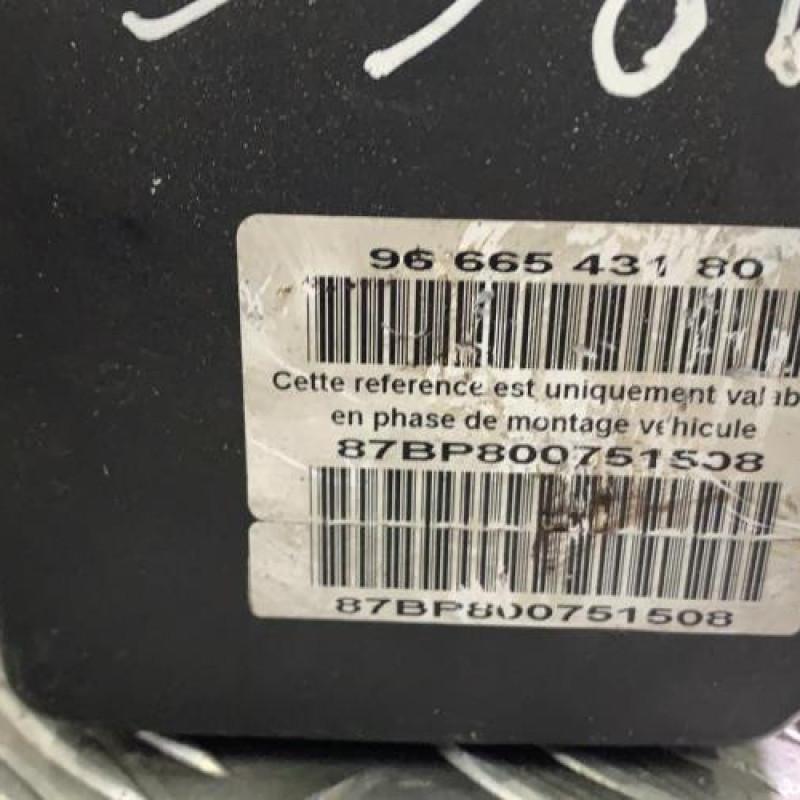 96 665 431 80
Cette reference est uniquement valab
en phase de montage vehicule
87BP800751508
87BP800751508